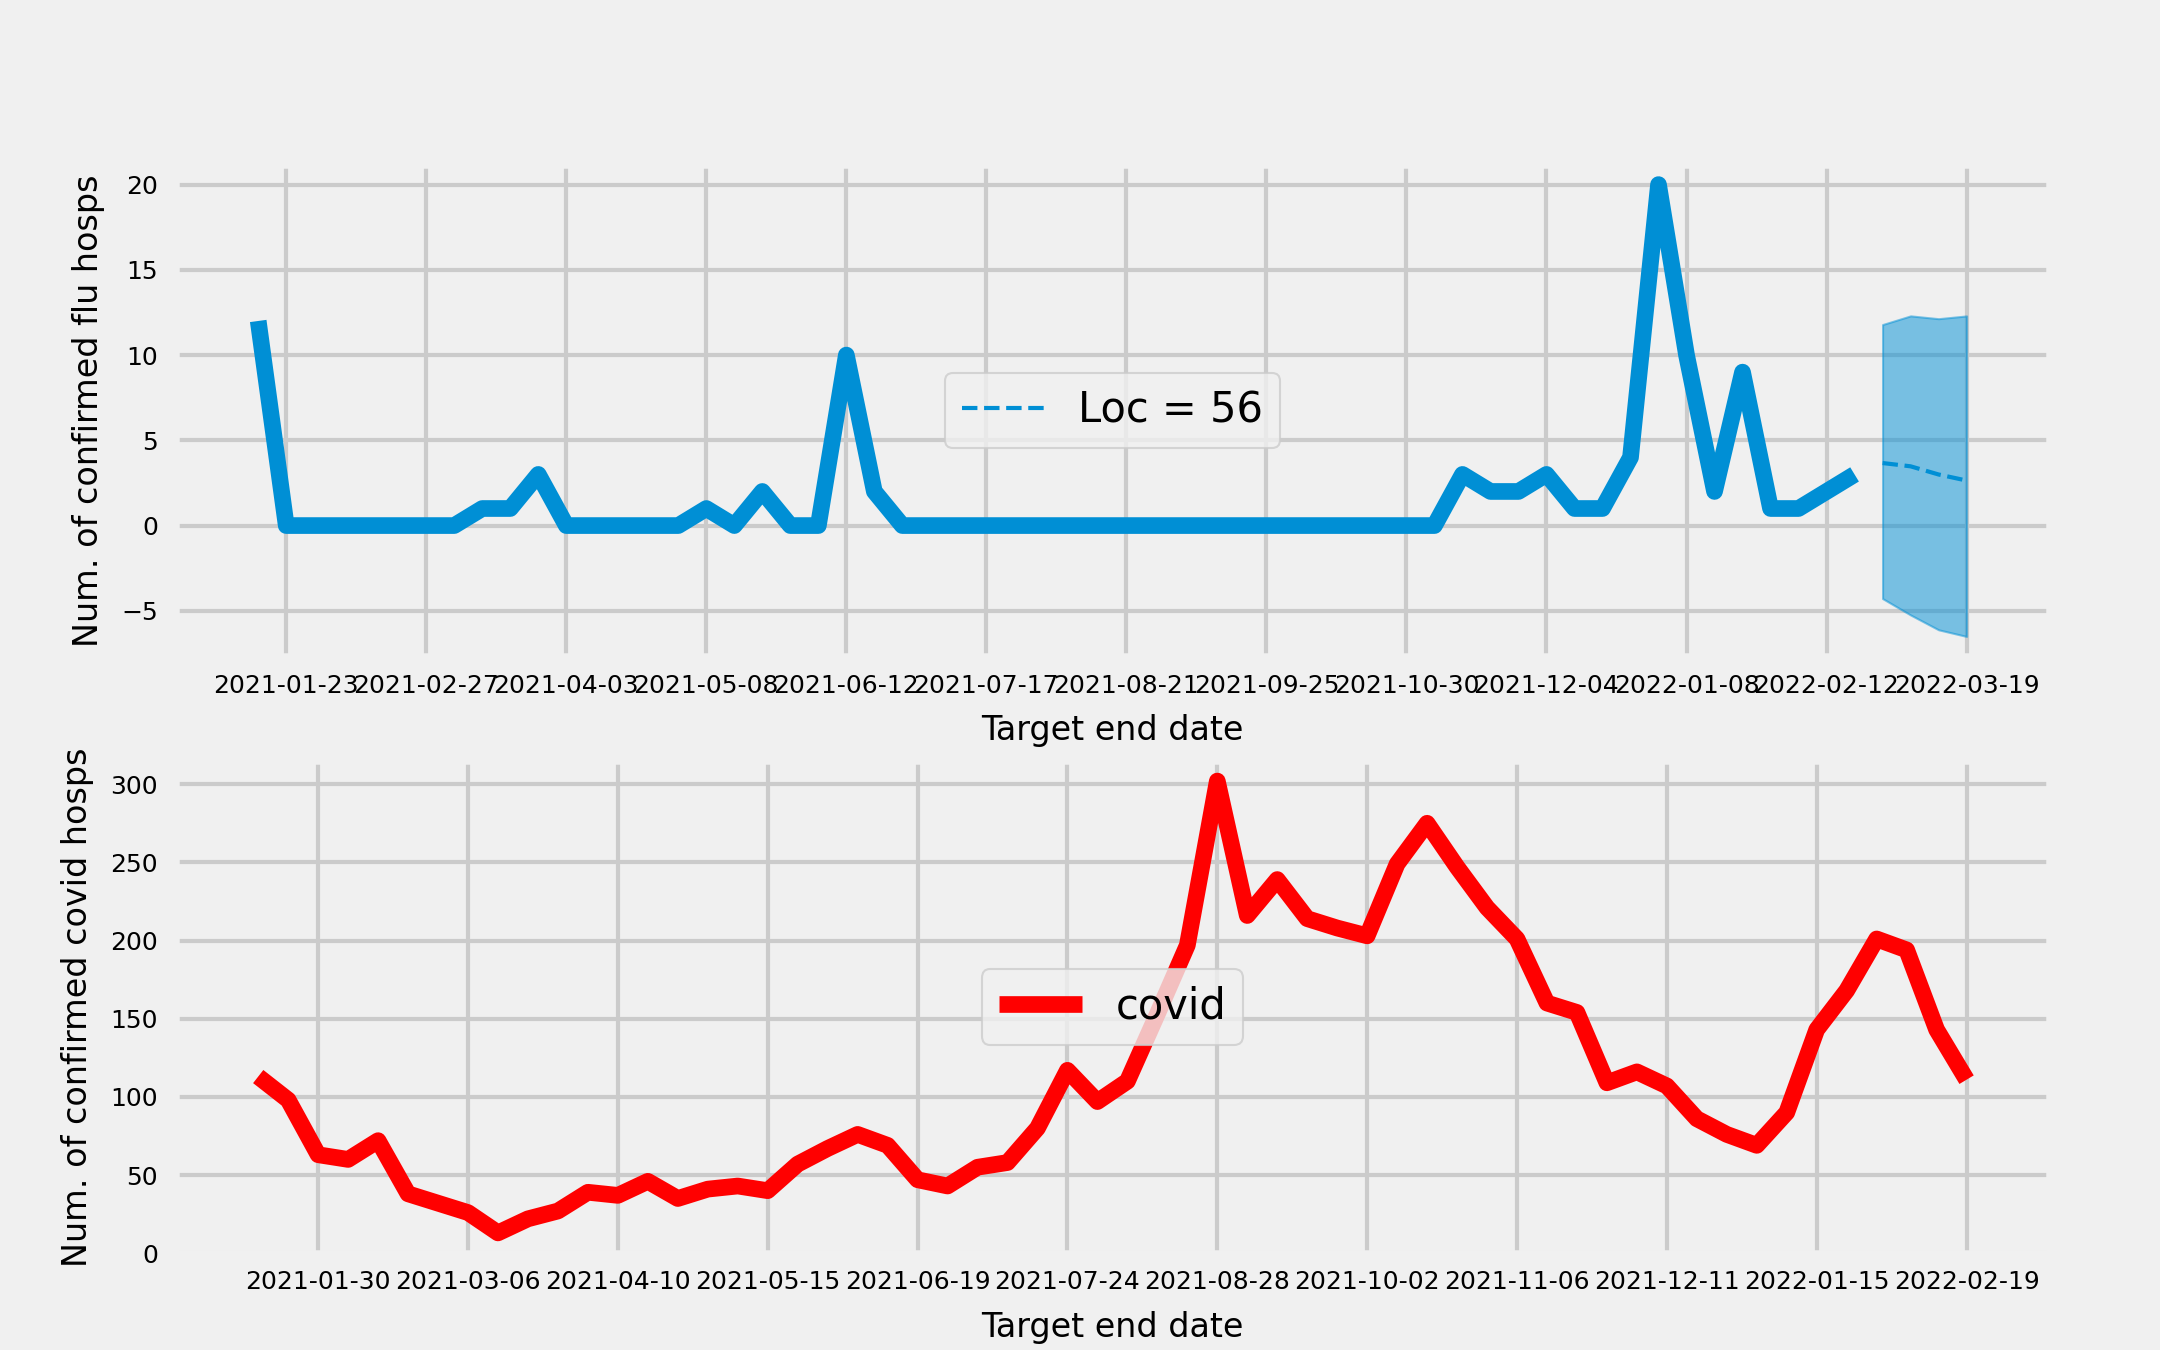 Num. of confirmed flu hosps
20
15
10
5
0
−5
Loc = 56
2021-01-23 2021-02-27 2021-04-03 2021-05-08 2021-06-12 2021-07-17 2021-08-21 2021-09-25 2021-10-30 2021-12-04 2022-01-08 2022-02-12 2022-03-19
Target end date
Num. of confirmed covid hosps
300
250
200
150
100
50
0
covid
2021-01-30 2021-03-06 2021-04-10 2021-05-15 2021-06-19 2021-07-24 2021-08-28 2021-10-02 2021-11-06 2021-12-11 2022-01-15 2022-02-19
Target end date